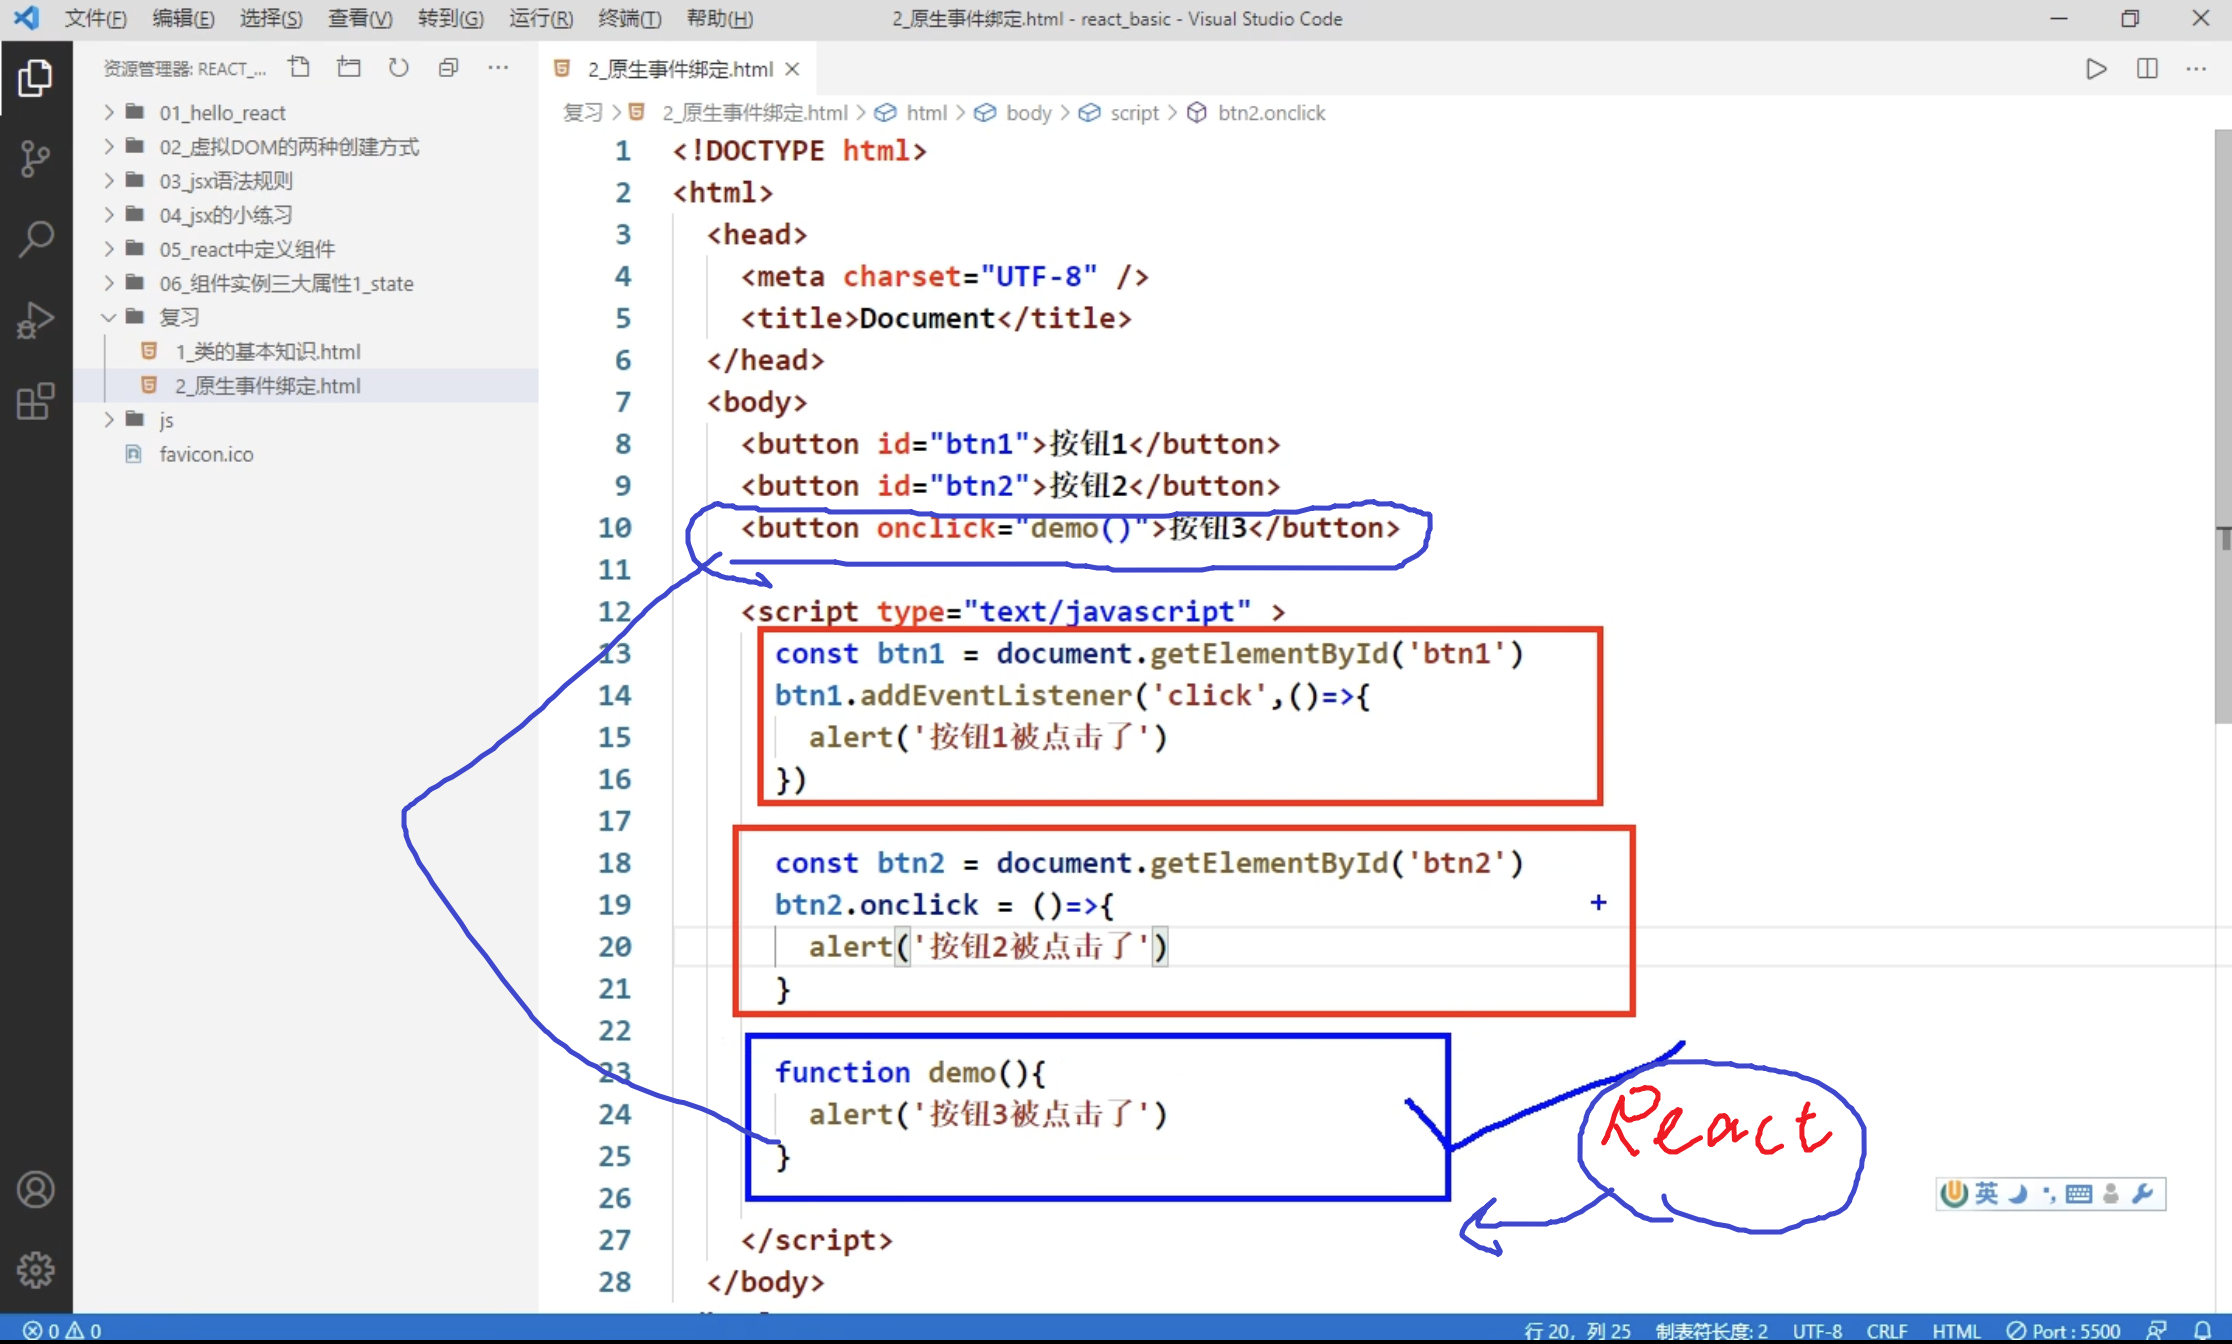 文件(F) 编辑(E) 选择(S) 查看(V) 转到(G) 运行(R) 终端(T) 帮助(H) 2_原生事件绑定.html - react_basic - Visual Studio Code
资源管理器: REACT_...
01_hello_react
02_虚拟DOM的两种创建方式
03_jsx语法规则
04_jsx的小练习
05_react中定义组件
06_组件实例三大属性1_state
复习
1_类的基本知识.html
2_原生事件绑定.html
js
favicon.ico
2_原生事件绑定.html
复习 > 2_原生事件绑定.html > html > body > script > btn2.onclick
1 <!DOCTYPE html>
2 <html>
3 <head>
4 <meta charset="UTF-8" />
5 <title>Document</title>
6 </head>
7 <body>
8 <button id="btn1">按钮1</button>
9 <button id="btn2">按钮2</button>
10 <button onclick="demo()">按钮3</button>
11
12 <script type="text/javascript" >
13 const btn1 = document.getElementById('btn1')
14 btn1.addEventListener('click',()=>{
15 alert('按钮1被点击了')
16 })
17
18 const btn2 = document.getElementById('btn2')
19 btn2.onclick = ()=>{
20 alert('按钮2被点击了')
21 }
22
23 function demo(){
24 alert('按钮3被点击了')
25 }
26
27 </script>
28 </body>
React
英
0 0 行 20，列 25 制表符长度: 2 UTF-8 CRLF HTML Port : 5500